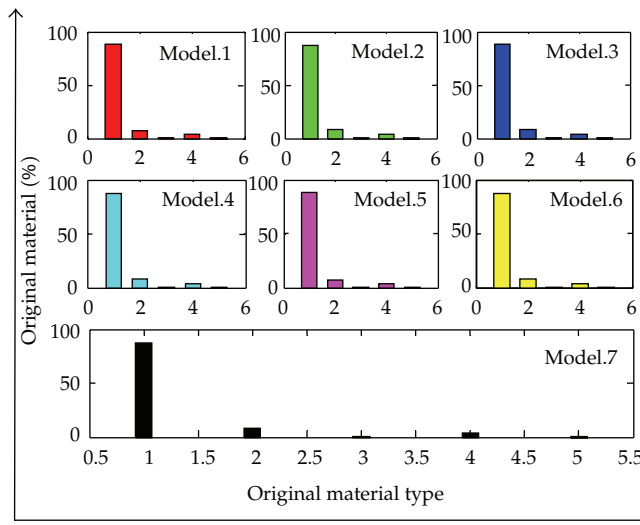 100 Model.1 100 Model.2 100 Model.3
50 50 50
0 0 0
0 2 4 6 0 2 4 6 0 2 4 6
Original material (%)
100 Model.4 100 Model.5 100 Model.6
50 50 50
0 0 0
0 2 4 6 0 2 4 6 0 2 4 6
100 Model.7
50
0
0.5 1 1.5 2 2.5 3 3.5 4 4.5 5 5.5
Original material type